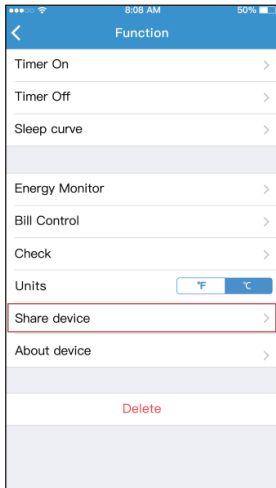 8:08 AM
50%
Function
Timer On
Timer Off
Sleep curve
Energy Monitor
Bill Control
Check
Units °F °C
Share device
About device
Delete